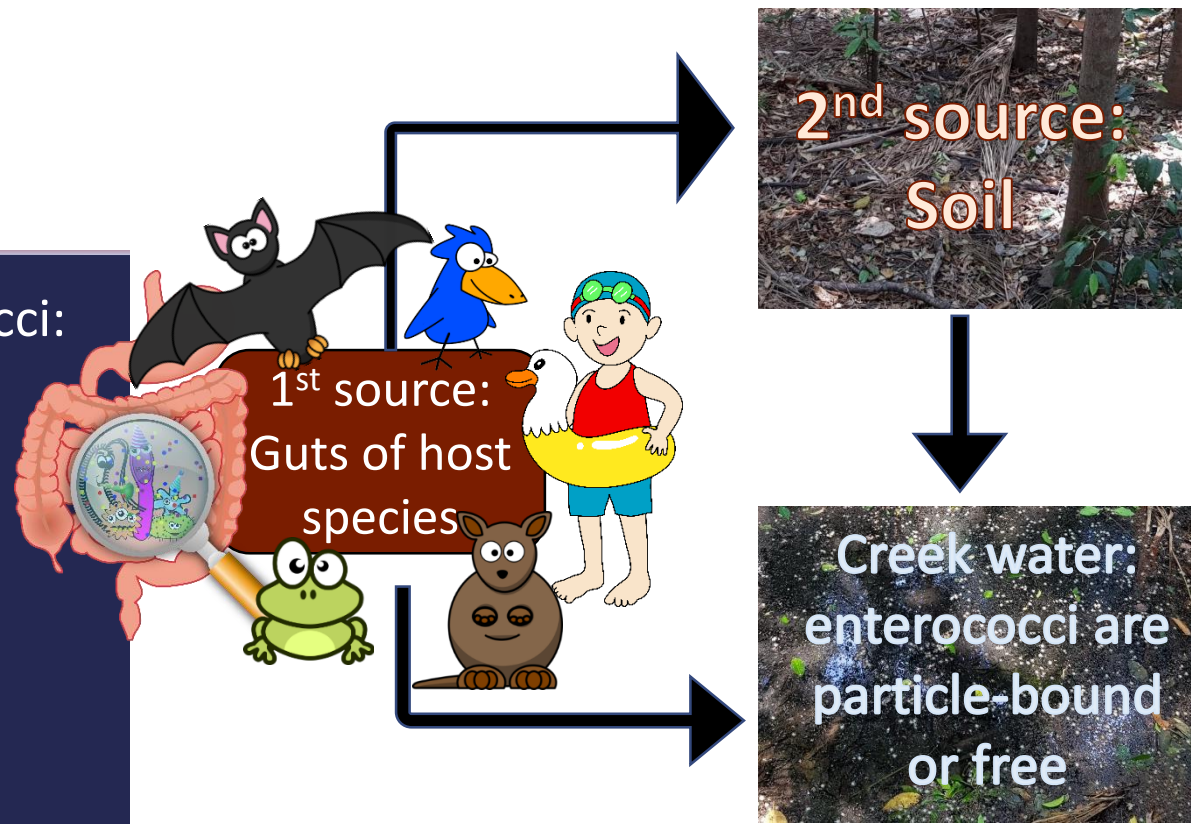 cci:
1st source:
Guts of host
species
2nd source:
Soil
Creek water:
enterococci are
particle-bound
or free